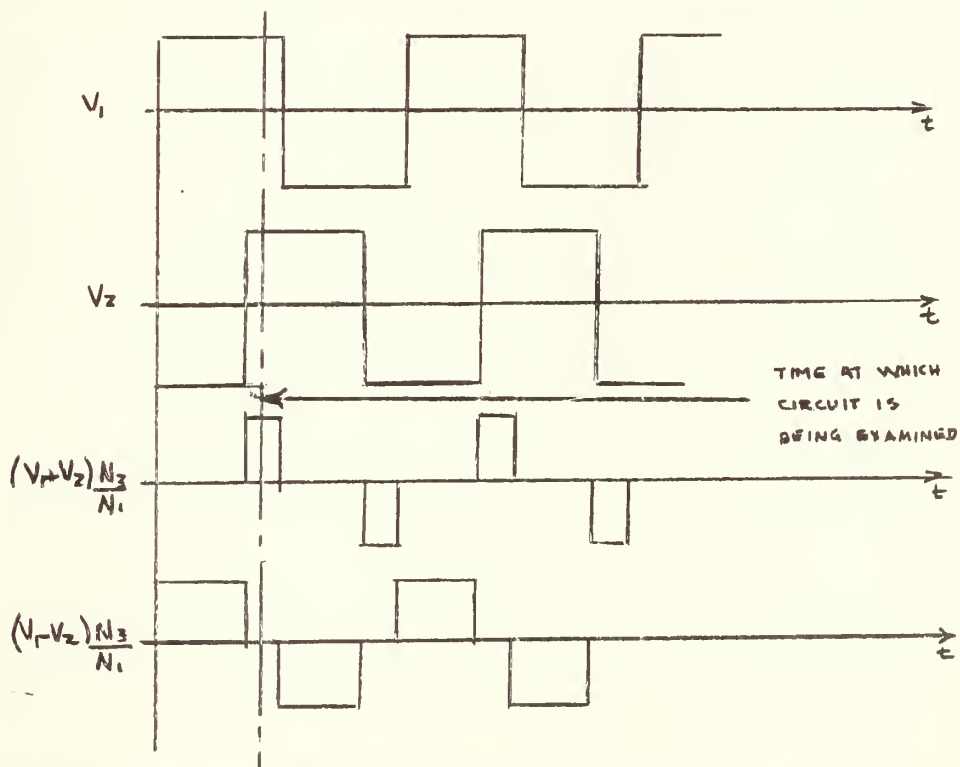 V1
t
V2
t
TIME AT WHICH
CIRCUIT IS
BEING EXAMINED
(V1+V2) N3
N1
t
(V1-V2) N3
N1
t